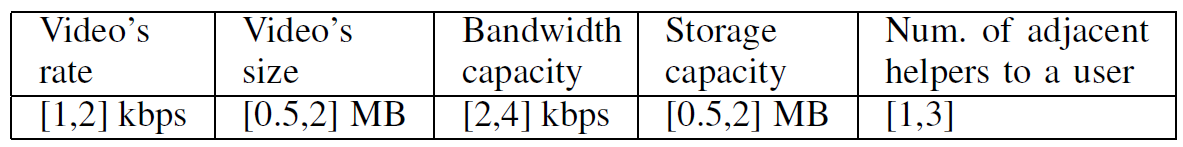 Video's rate | Video's size | Bandwidth capacity | Storage capacity | Num. of adjacent helpers to a user
[1,2] kbps | [0.5,2] MB | [2,4] kbps | [0.5,2] MB | [1,3]